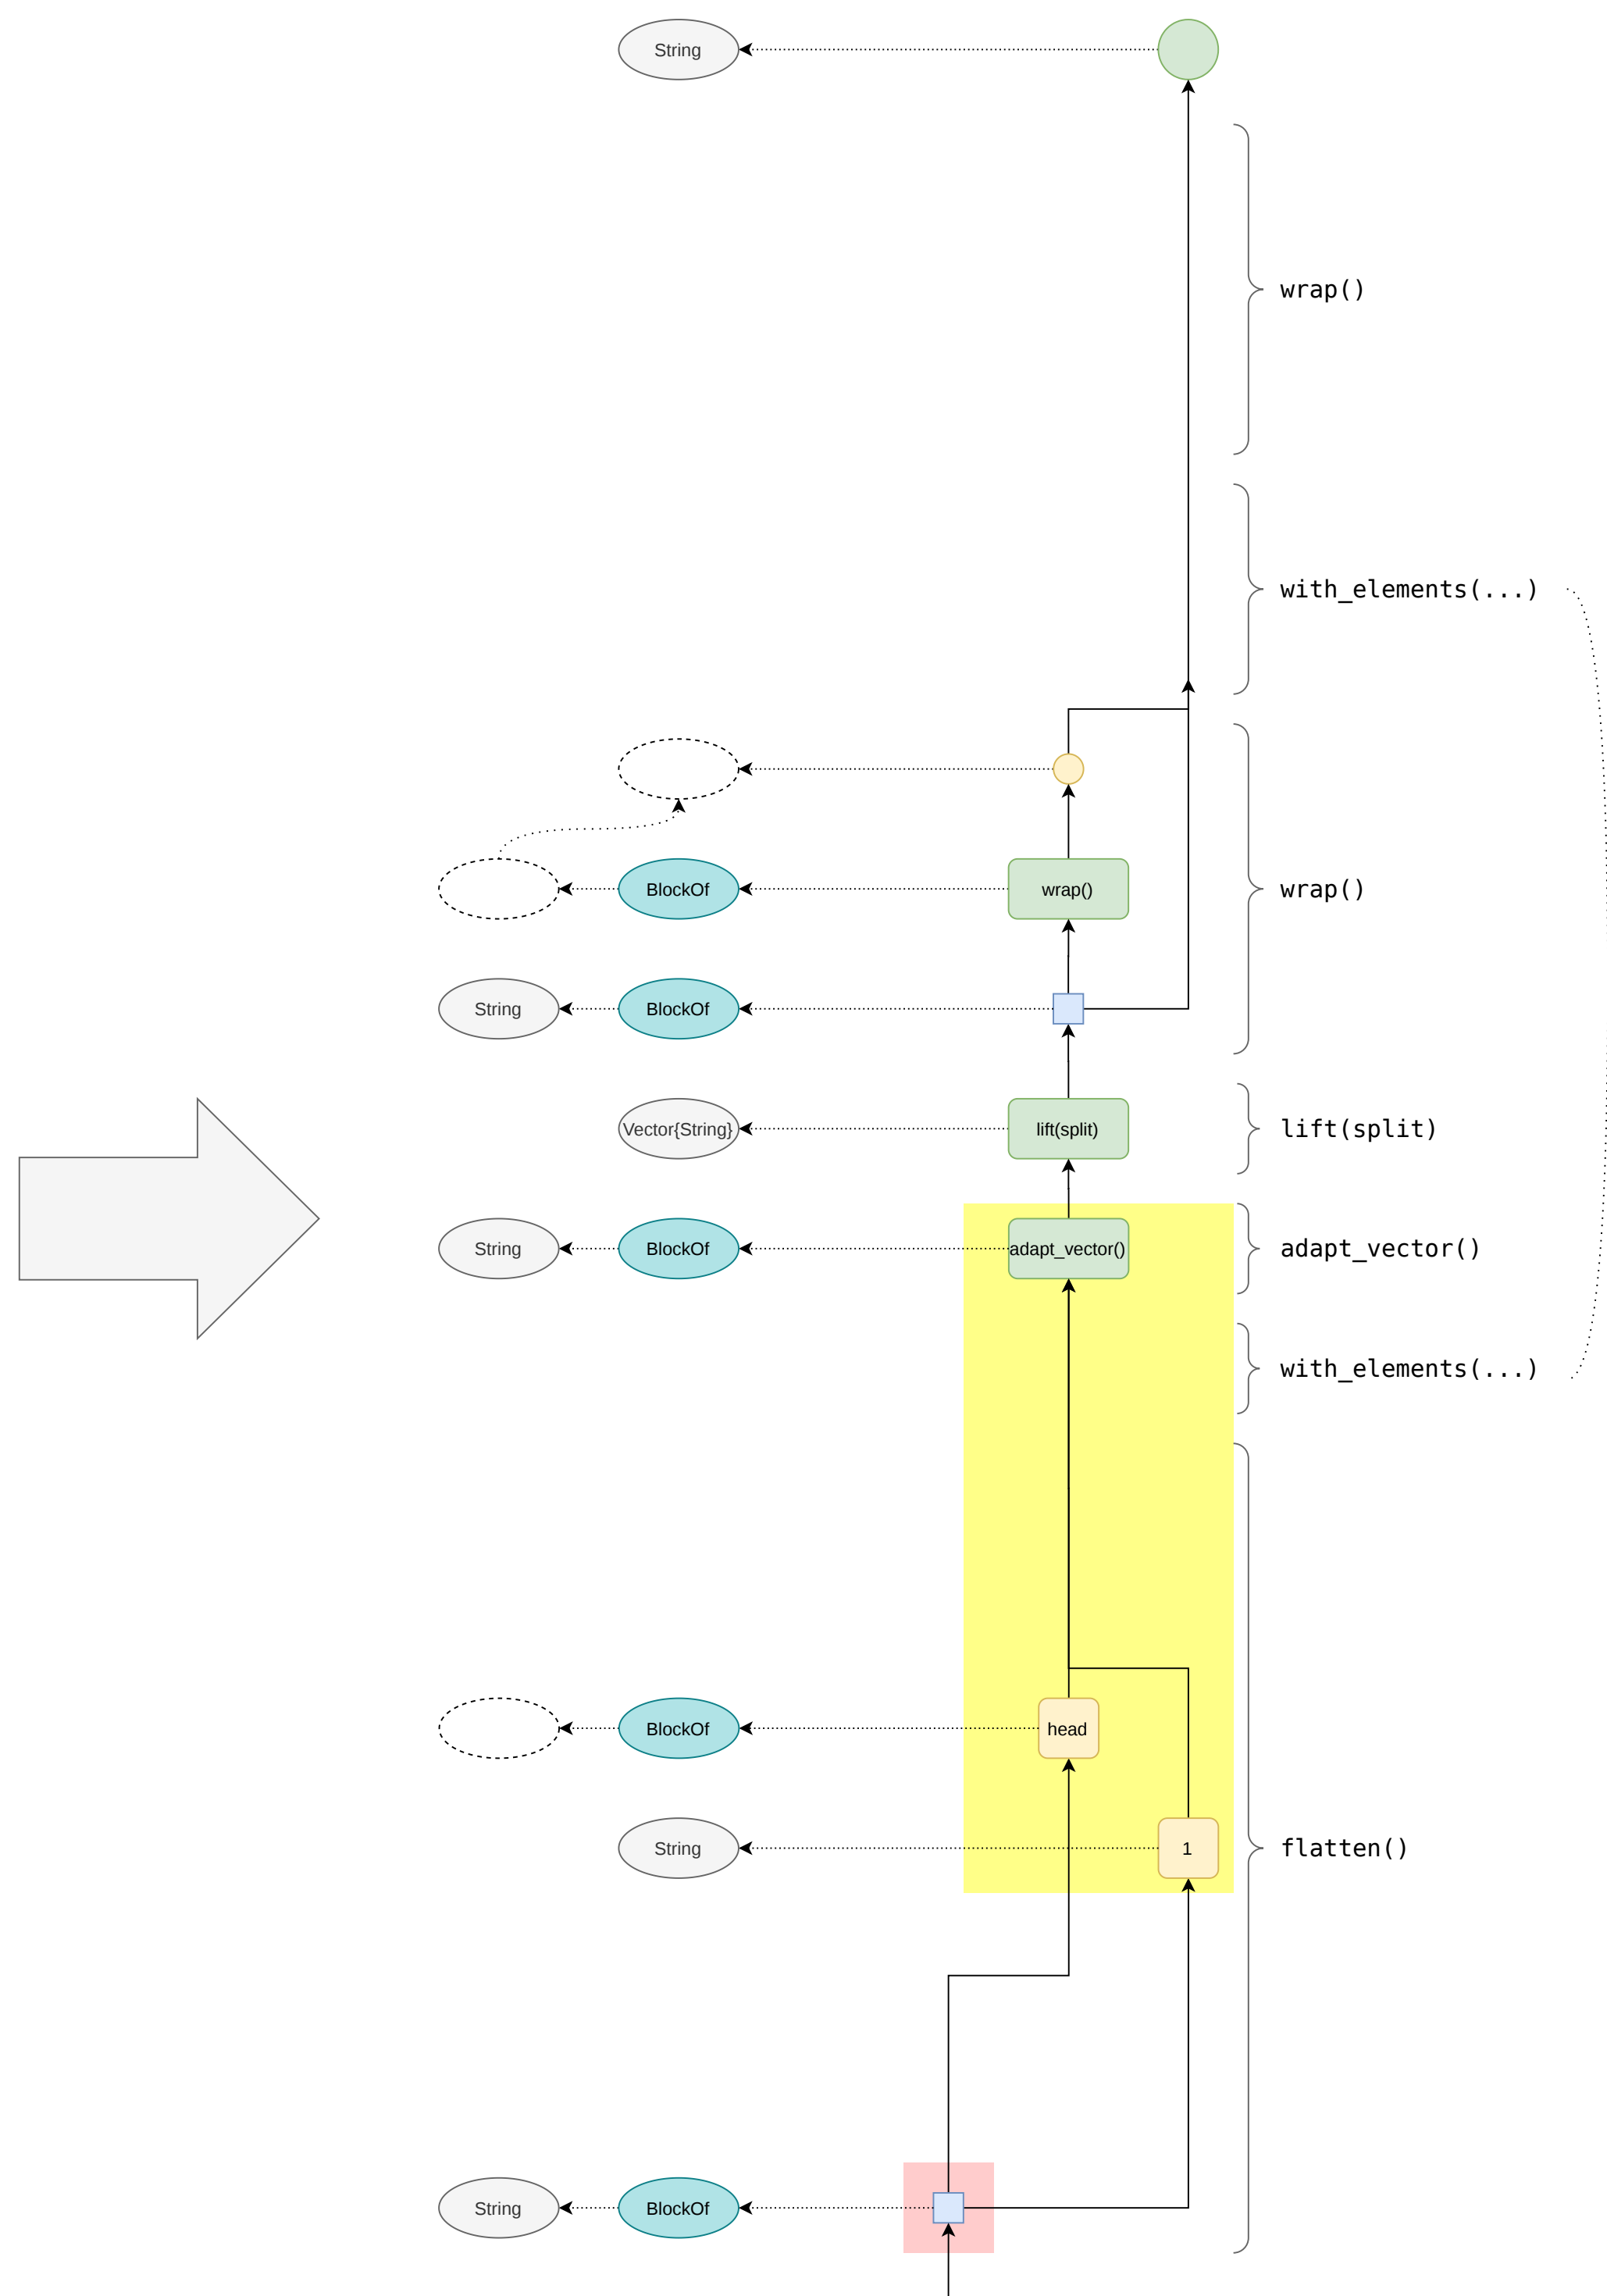 String
wrap()
with_elements(...)
BlockOf
wrap()
wrap()
String
BlockOf
Vector{String}
lift(split)
lift(split)
String
BlockOf
adapt_vector()
adapt_vector()
with_elements(...)
BlockOf
head
String
1
flatten()
String
BlockOf